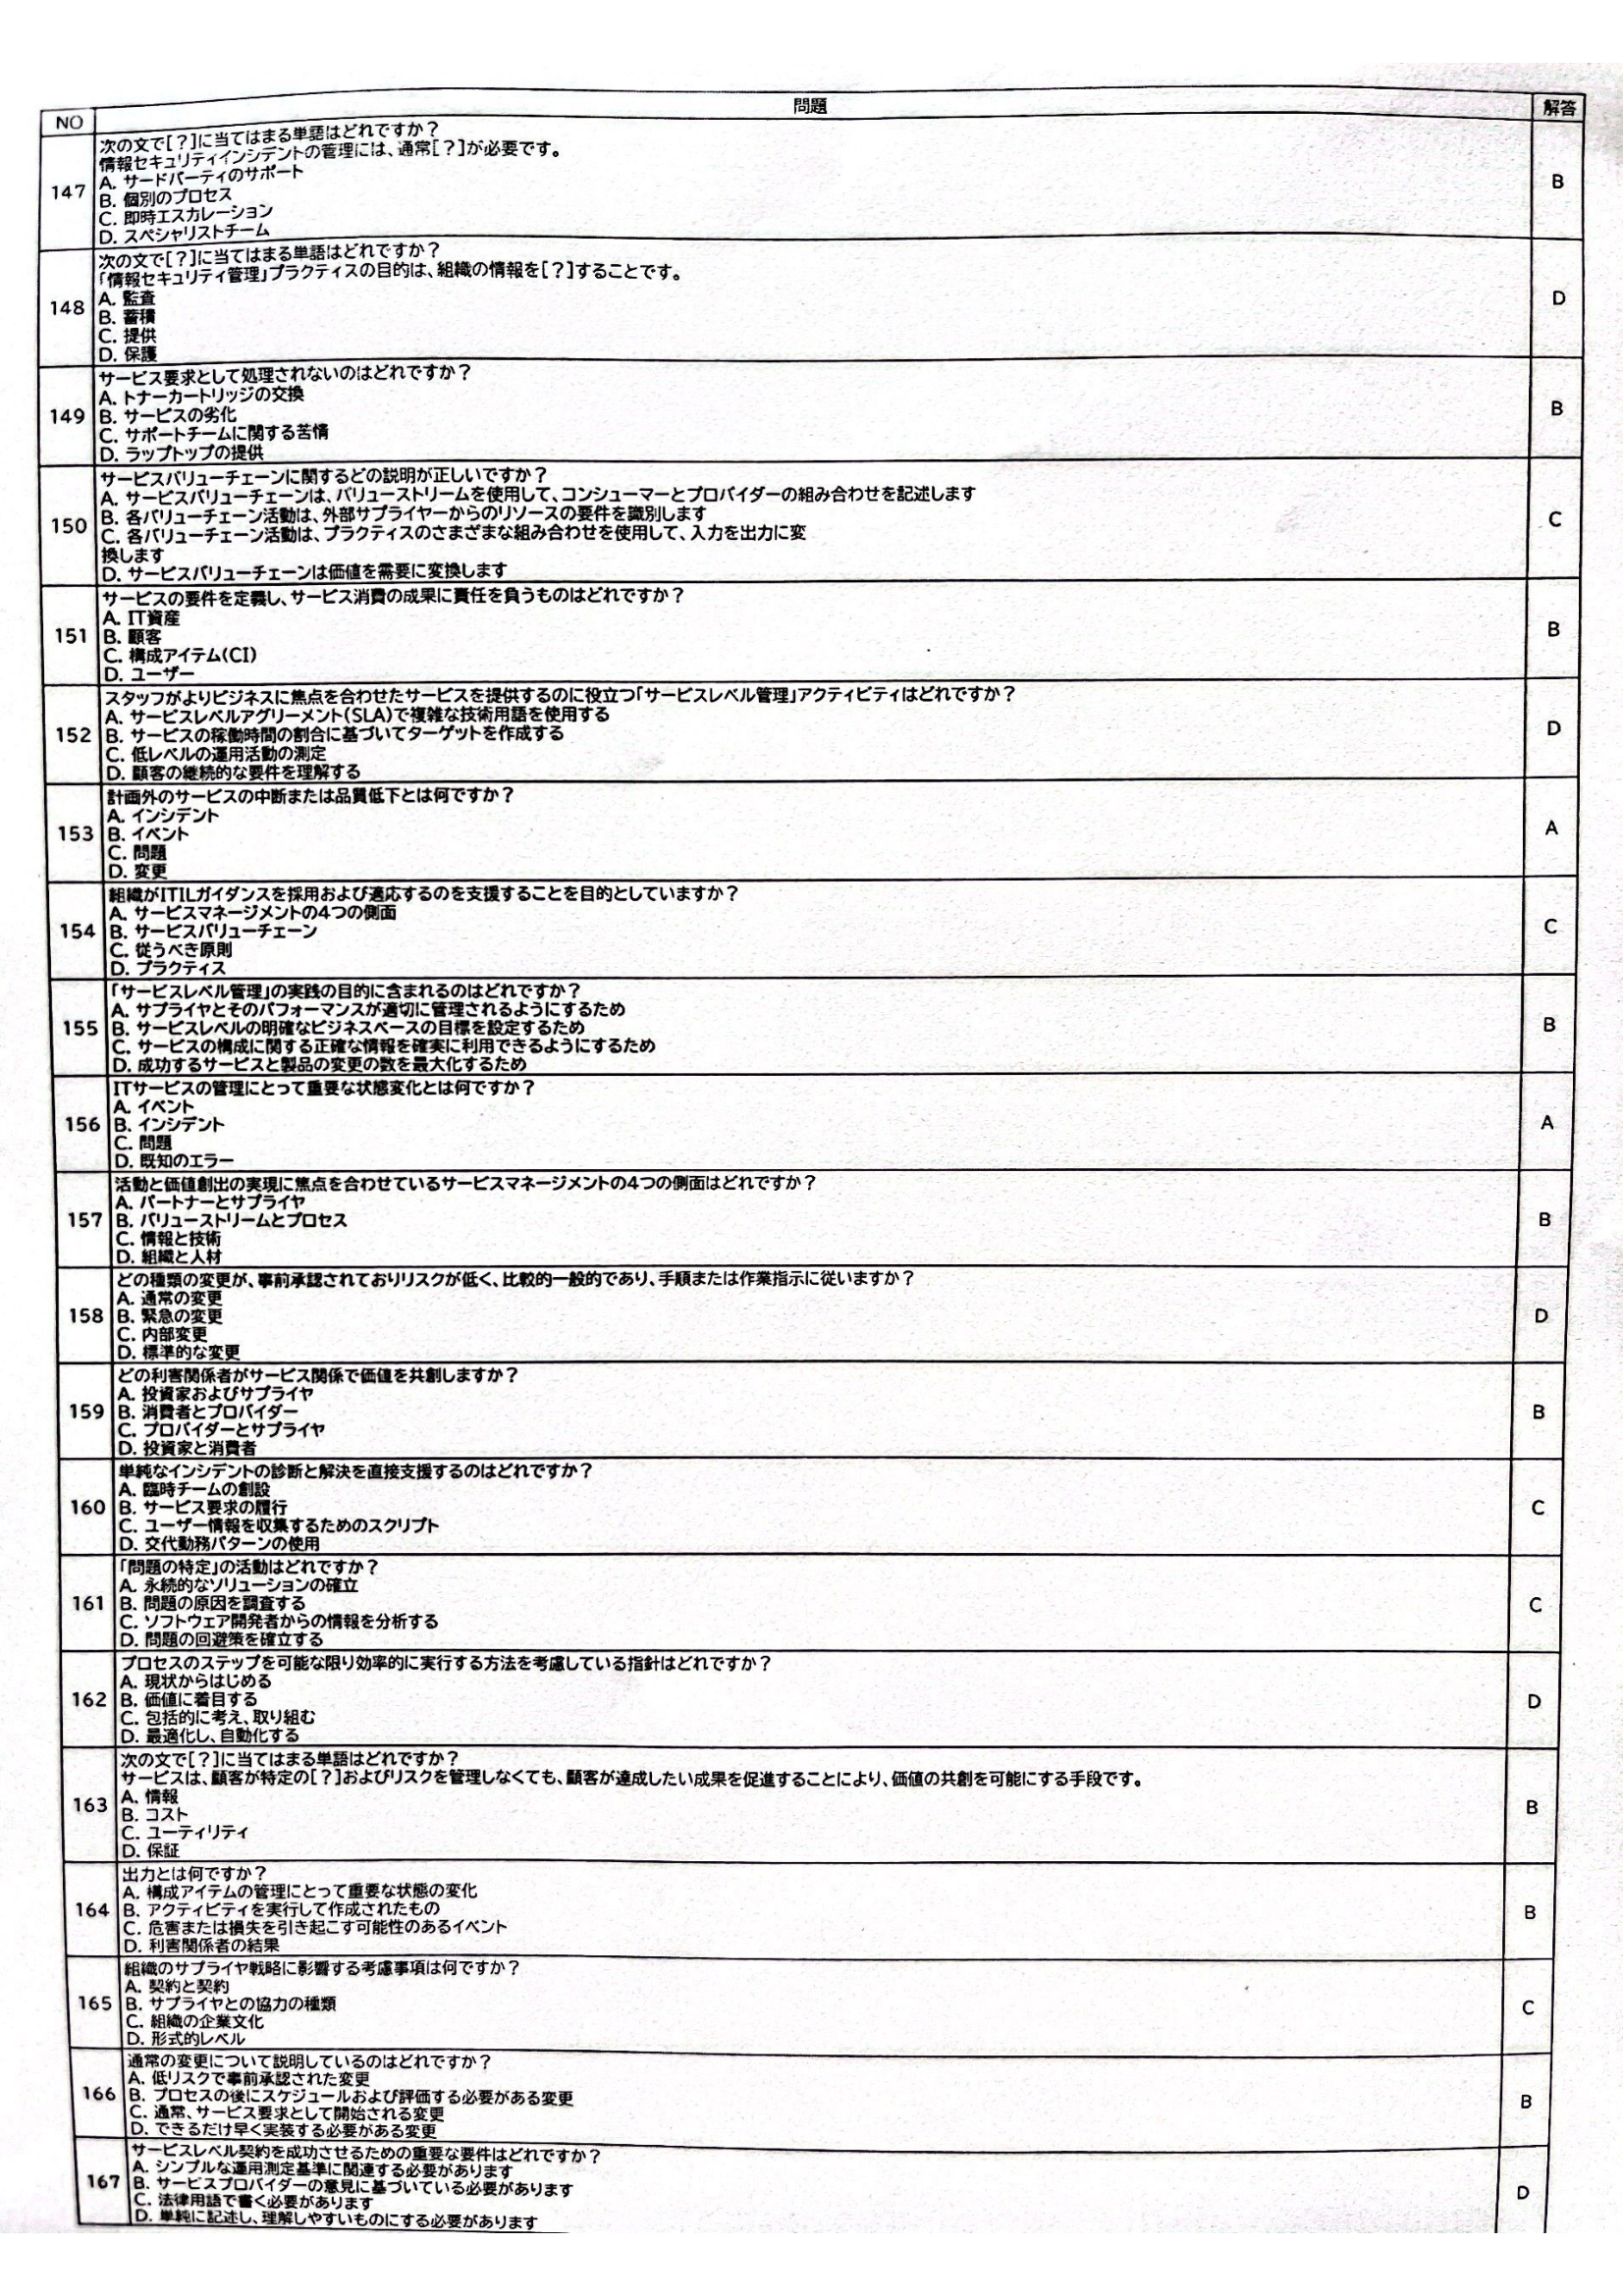 NO 問題 解答
147 B
次の文で[？]に当てはまる単語はどれですか？
情報セキュリティインシデントの管理には、通常[？]が必要です。
A. サードパーティのサポート
B. 個別のプロセス
C. 即時エスカレーション
D. スペシャリストチーム
148 D
次の文で[？]に当てはまる単語はどれですか？
「情報セキュリティ管理」プラクティスの目的は、組織の情報を[？]することです。
A. 監査
B. 蓄積
C. 提供
D. 保護
149 B
サービス要求として処理されないのはどれですか？
A. トナーカートリッジの交換
B. サービスの劣化
C. サポートチームに関する苦情
D. ラップトップの提供
150 C
サービスバリューチェーンに関するどの説明が正しいですか？
A. サービスバリューチェーンは、バリューストリームを使用して、コンシューマーとプロバイダーの組み合わせを記述します
B. 各バリューチェーン活動は、外部サプライヤーからのリソースの要件を識別します
C. 各バリューチェーン活動は、プラクティスのさまざまな組み合わせを使用して、入力を出力に変
換します
D. サービスバリューチェーンは価値を需要に変換します
151 B
サービスの要件を定義し、サービス消費の成果に責任を負うものはどれですか？
A. IT資産
B. 顧客
C. 構成アイテム(CI)
D. ユーザー
152 D
スタッフがよりビジネスに焦点を合わせたサービスを提供するのに役立つ「サービスレベル管理」アクティビティはどれですか？
A. サービスレベルアグリーメント(SLA)で複雑な技術用語を使用する
B. サービスの稼働時間の割合に基づいてターゲットを作成する
C. 低レベルの運用活動の測定
D. 顧客の継続的な要件を理解する
153 A
計画外のサービスの中断または品質低下とは何ですか？
A. インシデント
B. イベント
C. 問題
D. 変更
154 C
組織がITILガイダンスを採用および適応するのを支援することを目的としていますか？
A. サービスマネージメントの4つの側面
B. サービスバリューチェーン
C. 従うべき原則
D. プラクティス
155 B
「サービスレベル管理」の実践の目的に含まれるのはどれですか？
A. サプライヤとそのパフォーマンスが適切に管理されるようにするため
B. サービスレベルの明確なビジネスベースの目標を設定するため
C. サービスの構成に関する正確な情報を確実に利用できるようにするため
D. 成功するサービスと製品の変更の数を最大化するため
156 A
ITサービスの管理にとって重要な状態変化とは何ですか？
A. イベント
B. インシデント
C. 問題
D. 既知のエラー
157 B
活動と価値創出の実現に焦点を合わせているサービスマネージメントの4つの側面はどれですか？
A. パートナーとサプライヤ
B. バリューストリームとプロセス
C. 情報と技術
D. 組織と人材
158 D
どの種類の変更が、事前承認されておりリスクが低く、比較的一般的であり、手順または作業指示に従いますか？
A. 通常の変更
B. 緊急の変更
C. 内部変更
D. 標準的な変更
159 B
どの利害関係者がサービス関係で価値を共創しますか？
A. 投資家およびサプライヤ
B. 消費者とプロバイダー
C. プロバイダーとサプライヤ
D. 投資家と消費者
160 C
単純なインシデントの診断と解決を直接支援するのはどれですか？
A. 臨時チームの創設
B. サービス要求の履行
C. ユーザー情報を収集するためのスクリプト
D. 交代勤務パターンの使用
161 C
「問題の特定」の活動はどれですか？
A. 永続的なソリューションの確立
B. 問題の原因を調査する
C. ソフトウェア開発者からの情報を分析する
D. 問題の回避策を確立する
162 D
プロセスのステップを可能な限り効率的に実行する方法を考慮している指針はどれですか？
A. 現状からはじめる
B. 価値に着目する
C. 包括的に考え、取り組む
D. 最適化し、自動化する
163 B
次の文で[？]に当てはまる単語はどれですか？
サービスは、顧客が特定の[？]およびリスクを管理しなくても、顧客が達成したい成果を促進することにより、価値の共創を可能にする手段です。
A. 情報
B. コスト
C. ユーティリティ
D. 保証
164 B
出力とは何ですか？
A. 構成アイテムの管理にとって重要な状態の変化
B. アクティビティを実行して作成されたもの
C. 危害または損失を引き起こす可能性のあるイベント
D. 利害関係者の結果
165 C
組織のサプライヤ戦略に影響する考慮事項は何ですか？
A. 契約と契約
B. サプライヤとの協力の種類
C. 組織の企業文化
D. 形式的レベル
166 B
通常の変更について説明しているのはどれですか？
A. 低リスクで事前承認された変更
B. プロセスの後にスケジュールおよび評価する必要がある変更
C. 通常、サービス要求として開始される変更
D. できるだけ早く実装する必要がある変更
167 D
サービスレベル契約を成功させるための重要な要件はどれですか？
A. シンプルな運用測定基準に関連する必要があります
B. サービスプロバイダーの意見に基づいている必要があります
C. 法律用語で書く必要があります
D. 単純に記述し、理解しやすいものにする必要があります